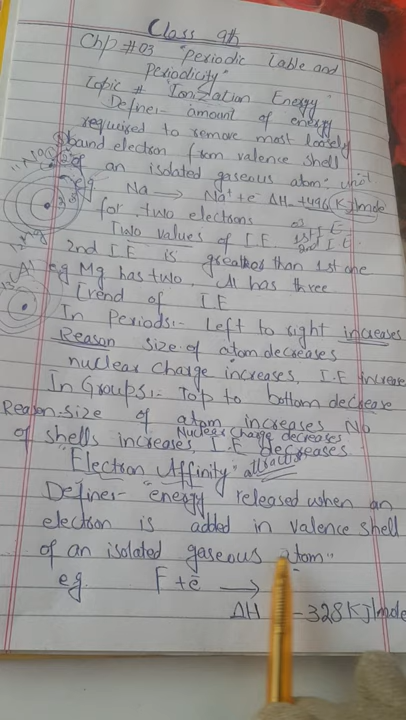 Class 9th
Chp #03 "Periodic Table and
Periodicity"
Topic # "Ionization Energy"
Define:- amount of energy
required to remove most loosely
bound electron from valence shell
of an isolated gaseous atom. unit
eg Na → Na⁺ + e⁻ ΔH = +496 KJ/mole
for two electrons
Two values of I.E 1st I.E
2nd I.E
2nd I.E is greater than 1st one
eg Mg has two, Al has three
Trend of IE
In Periods:- Left to right increases
Reason size of atom decreases
nuclear charge increases, I.E increase
In Groups:- Top to bottom decrease
Reason-size of atom increases No
of shells increases Nuclear charge decreases I.E decreases.
"Electron Affinity"
Define:- "energy released when an
electron is added in valence shell
of an isolated gaseous atom"
eg. F + e⁻ →
ΔH -328 KJ/mole